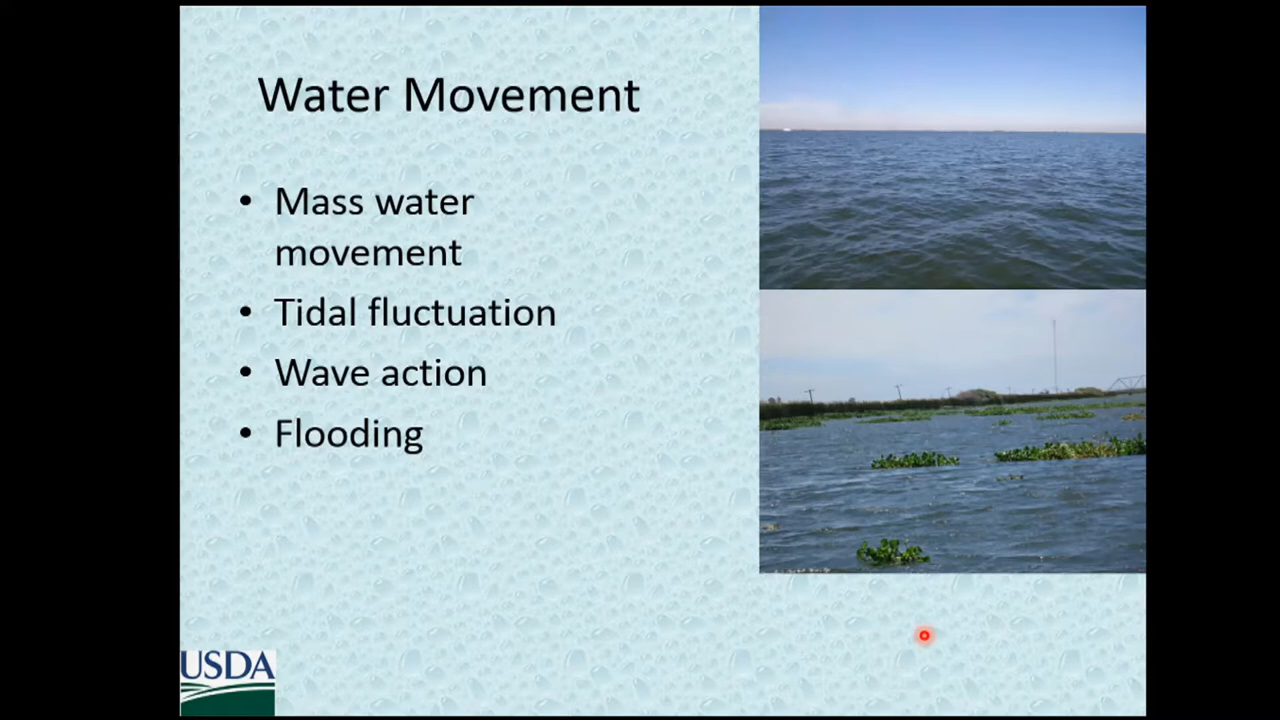 Water Movement
• Mass water
movement
• Tidal fluctuation
• Wave action
• Flooding
USDA